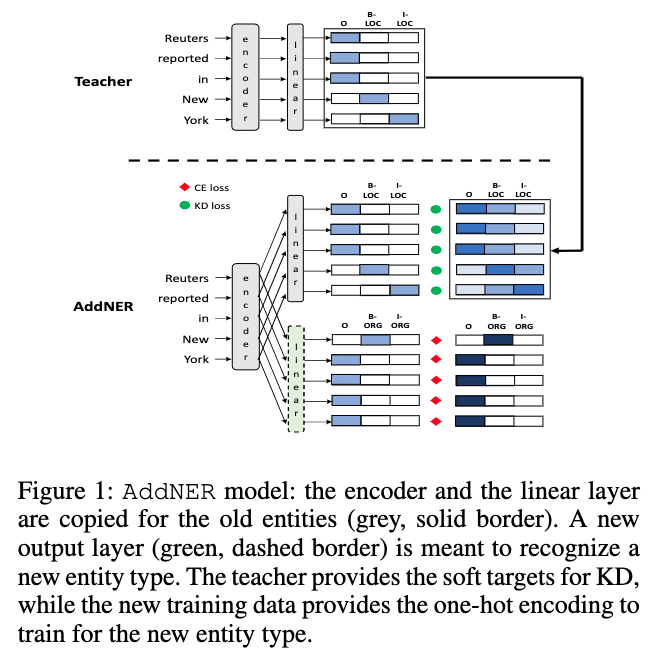 O B-LOC I-LOC
Reuters
reported
in
New
York
encoder
linear
Teacher
CE loss
KD loss
O B-LOC I-LOC
O B-LOC I-LOC
linear
Reuters
reported
in
New
York
encoder
AddNER
O B-ORG I-ORG
O B-ORG I-ORG
linear
Figure 1: AddNER model: the encoder and the linear layer
are copied for the old entities (grey, solid border). A new
output layer (green, dashed border) is meant to recognize a
new entity type. The teacher provides the soft targets for KD,
while the new training data provides the one-hot encoding to
train for the new entity type.